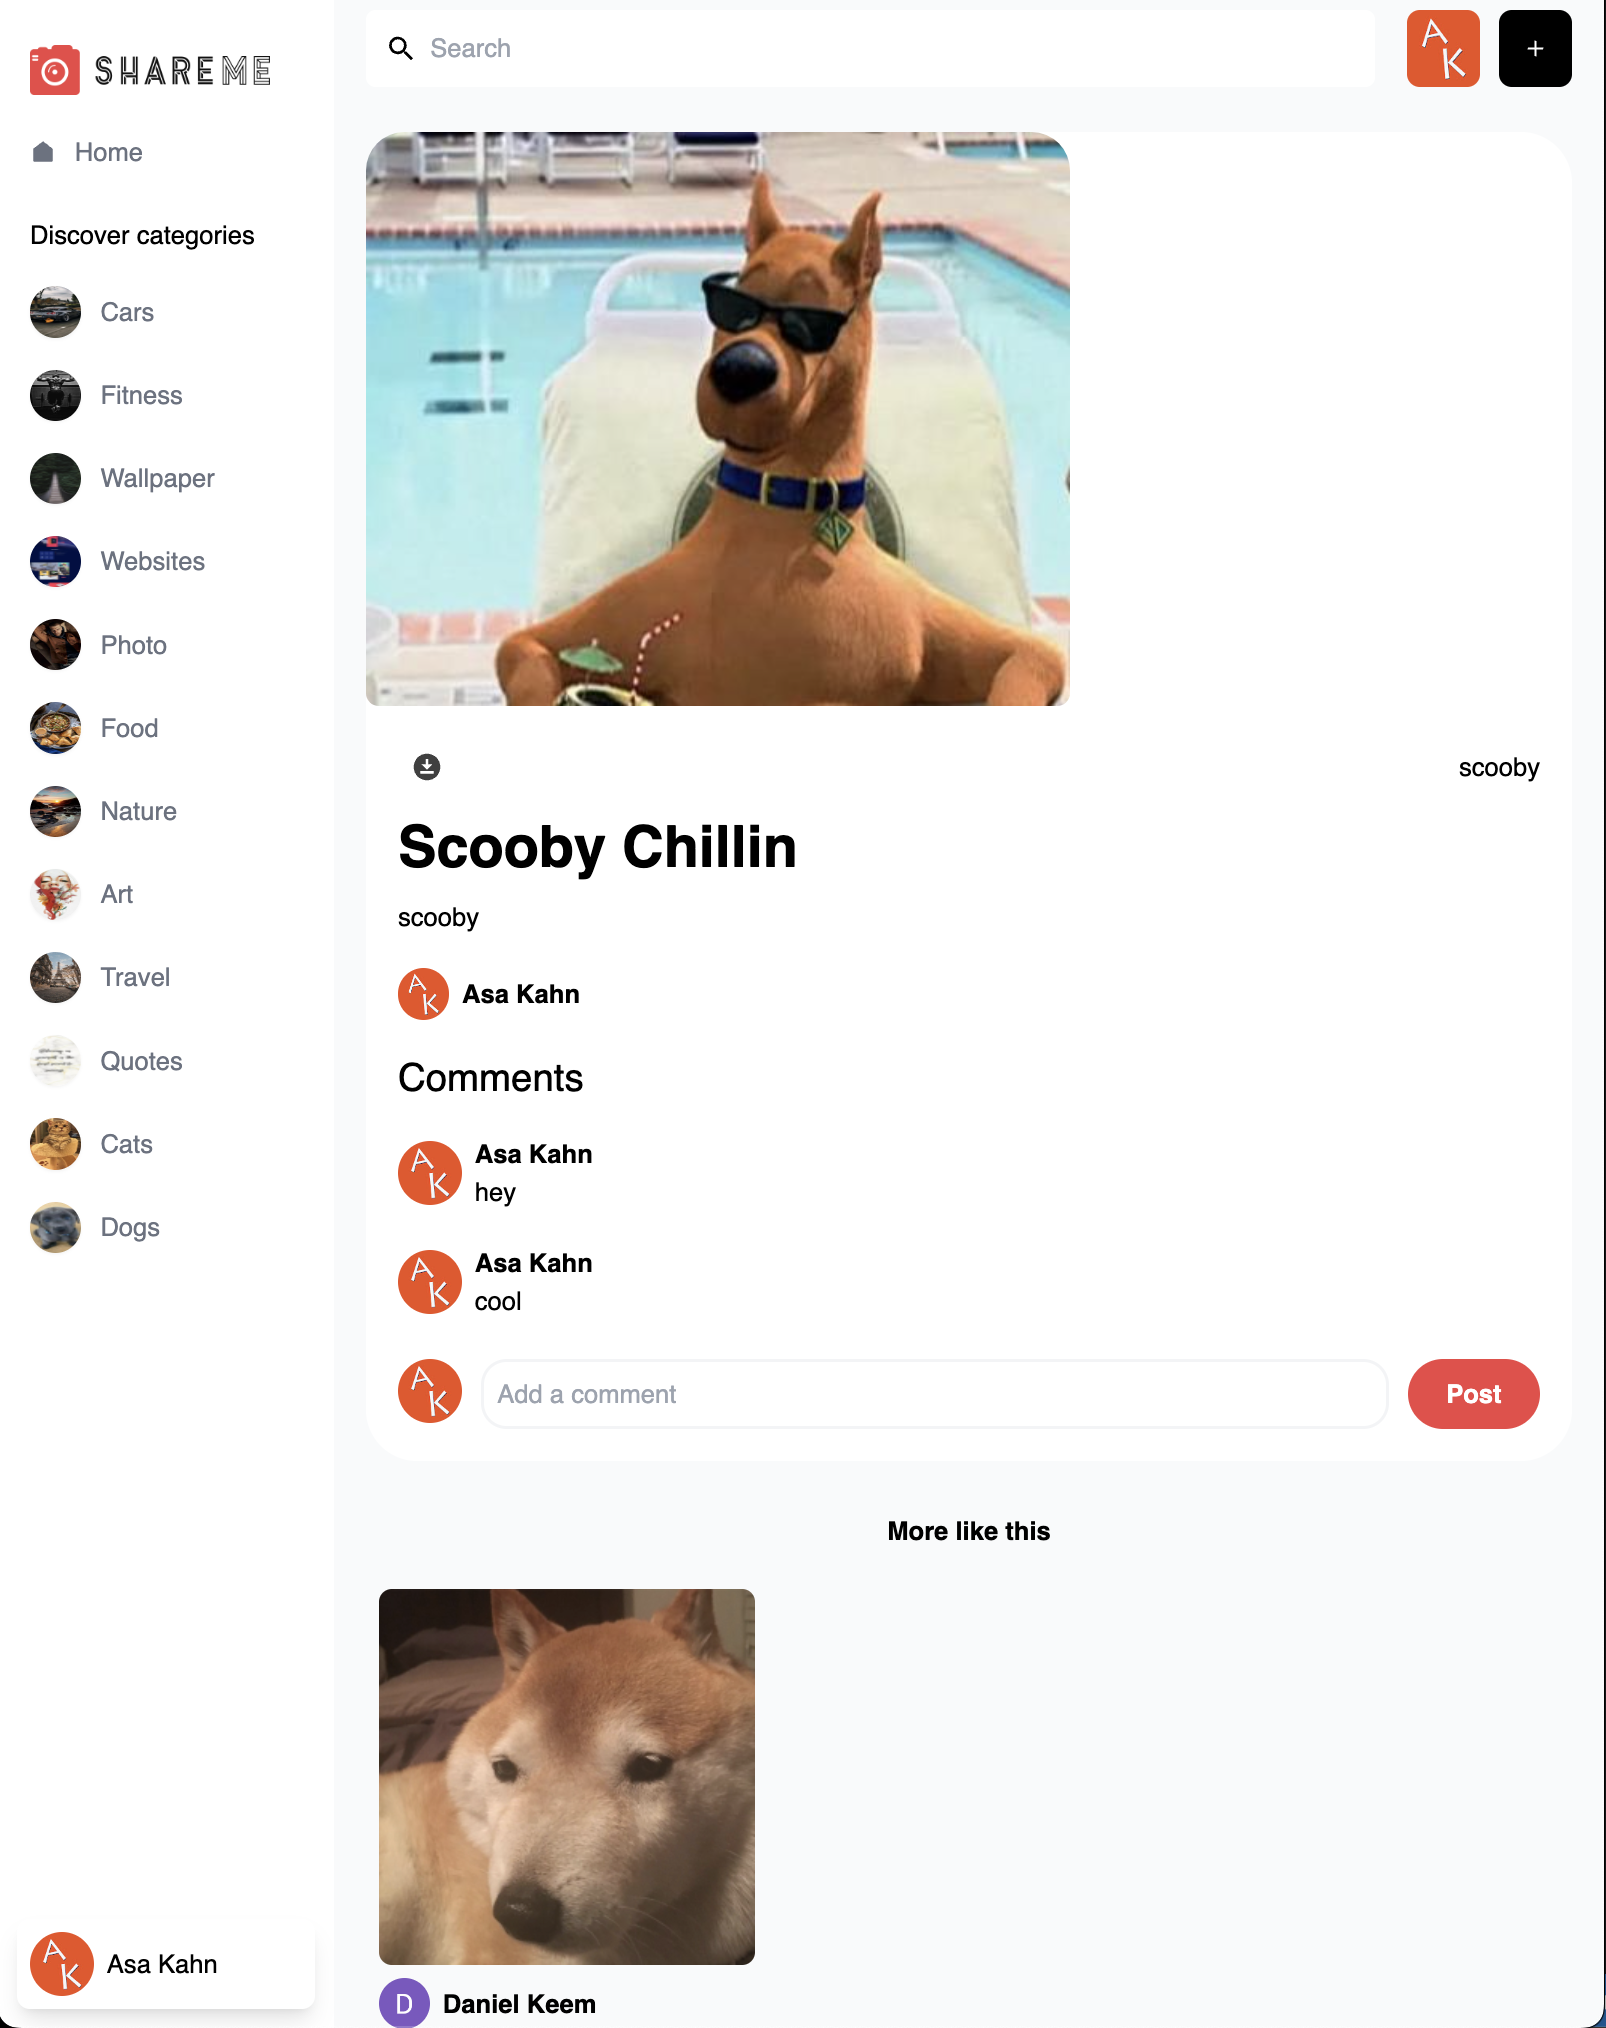 SHAREME
Home
Discover categories
Cars
Fitness
Wallpaper
Websites
Photo
Food
Nature
Art
Travel
Quotes
Cats
Dogs
AK
Asa Kahn
Search
AK
+
SD
scooby
Scooby Chillin
scooby
AK
Asa Kahn
Comments
AK
Asa Kahn
hey
AK
Asa Kahn
cool
AK
Add a comment
Post
More like this
D
Daniel Keem